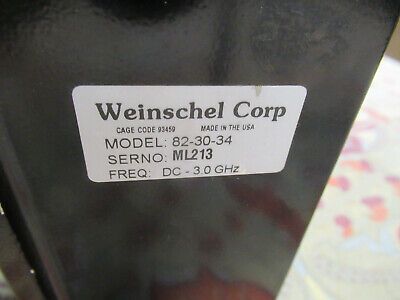 Weinschel Corp
CAGE CODE 93459 MADE IN THE USA
MODEL: 82-30-34
SERNO: ML213
FREQ: DC - 3.0 GHz